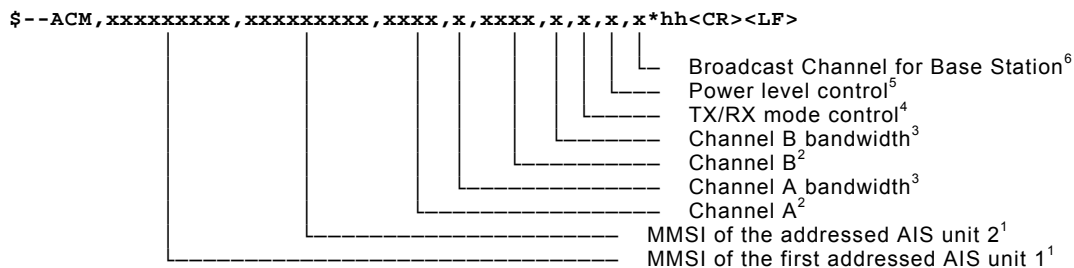 $--ACM,xxxxxxxxx,xxxxxxxxx,xxxx,x,xxxx,x,x,x,x*hh<CR><LF>
Broadcast Channel for Base Station⁶
Power level control⁵
TX/RX mode control⁴
Channel B bandwidth³
Channel B²
Channel A bandwidth³
Channel A²
MMSI of the addressed AIS unit 2¹
MMSI of the first addressed AIS unit 1¹